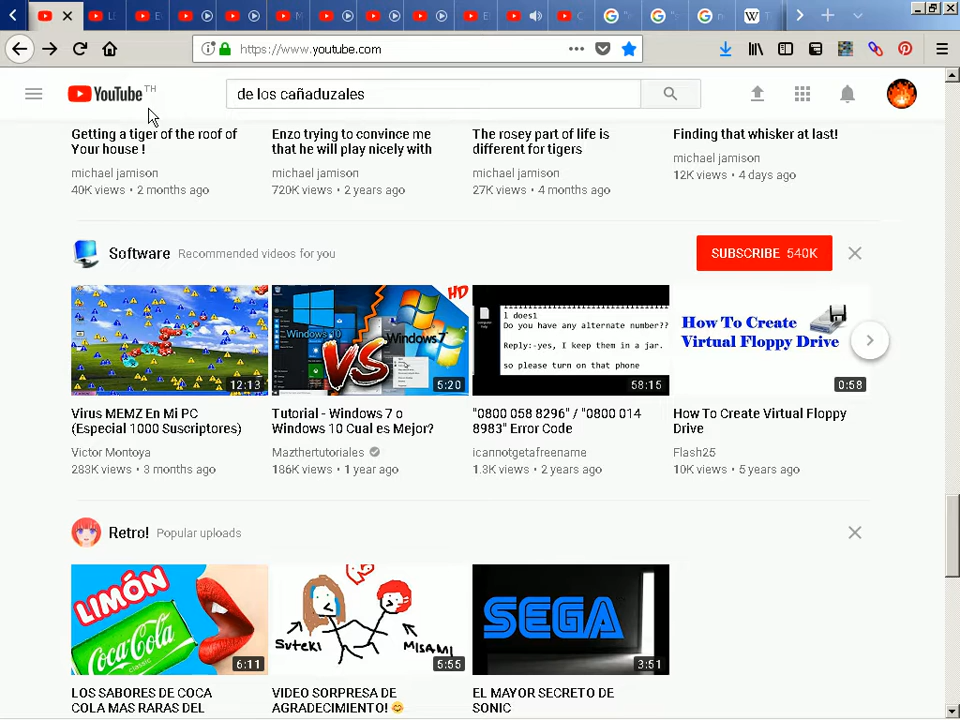 https://www.youtube.com
YouTube TH
de los cañaduzales
Getting a tiger of the roof of
Your house !
michael jamison
40K views • 2 months ago
Enzo trying to convince me
that he will play nicely with
michael jamison
720K views • 2 years ago
The rosey part of life is
different for tigers
michael jamison
27K views • 4 months ago
Finding that whisker at last!
michael jamison
12K views • 4 days ago
Software Recommended videos for you
SUBSCRIBE 540K
12:13
Windows 10
VS
Windows 7
HD
5:20
1 does1
Do you have any alternate number??
Reply:-yes, I keep them in a jar.
so please turn on that phone
58:15
How To Create
Virtual Floppy Drive
0:58
Virus MEMZ En Mi PC
(Especial 1000 Suscriptores)
Victor Montoya
283K views • 3 months ago
Tutorial - Windows 7 o
Windows 10 Cual es Mejor?
Mazthertutoriales
186K views • 1 year ago
"0800 058 8296" / "0800 014
8983" Error Code
icannotgetafreename
1.3K views • 2 years ago
How To Create Virtual Floppy
Drive
Flash25
10K views • 5 years ago
Retro! Popular uploads
LIMÓN
Coca-Cola
classic
6:11
Suteki
MISAMI
5:55
SEGA
3:51
LOS SABORES DE COCA
COLA MAS RARAS DEL
VIDEO SORPRESA DE
AGRADECIMIENTO! 😊
EL MAYOR SECRETO DE
SONIC